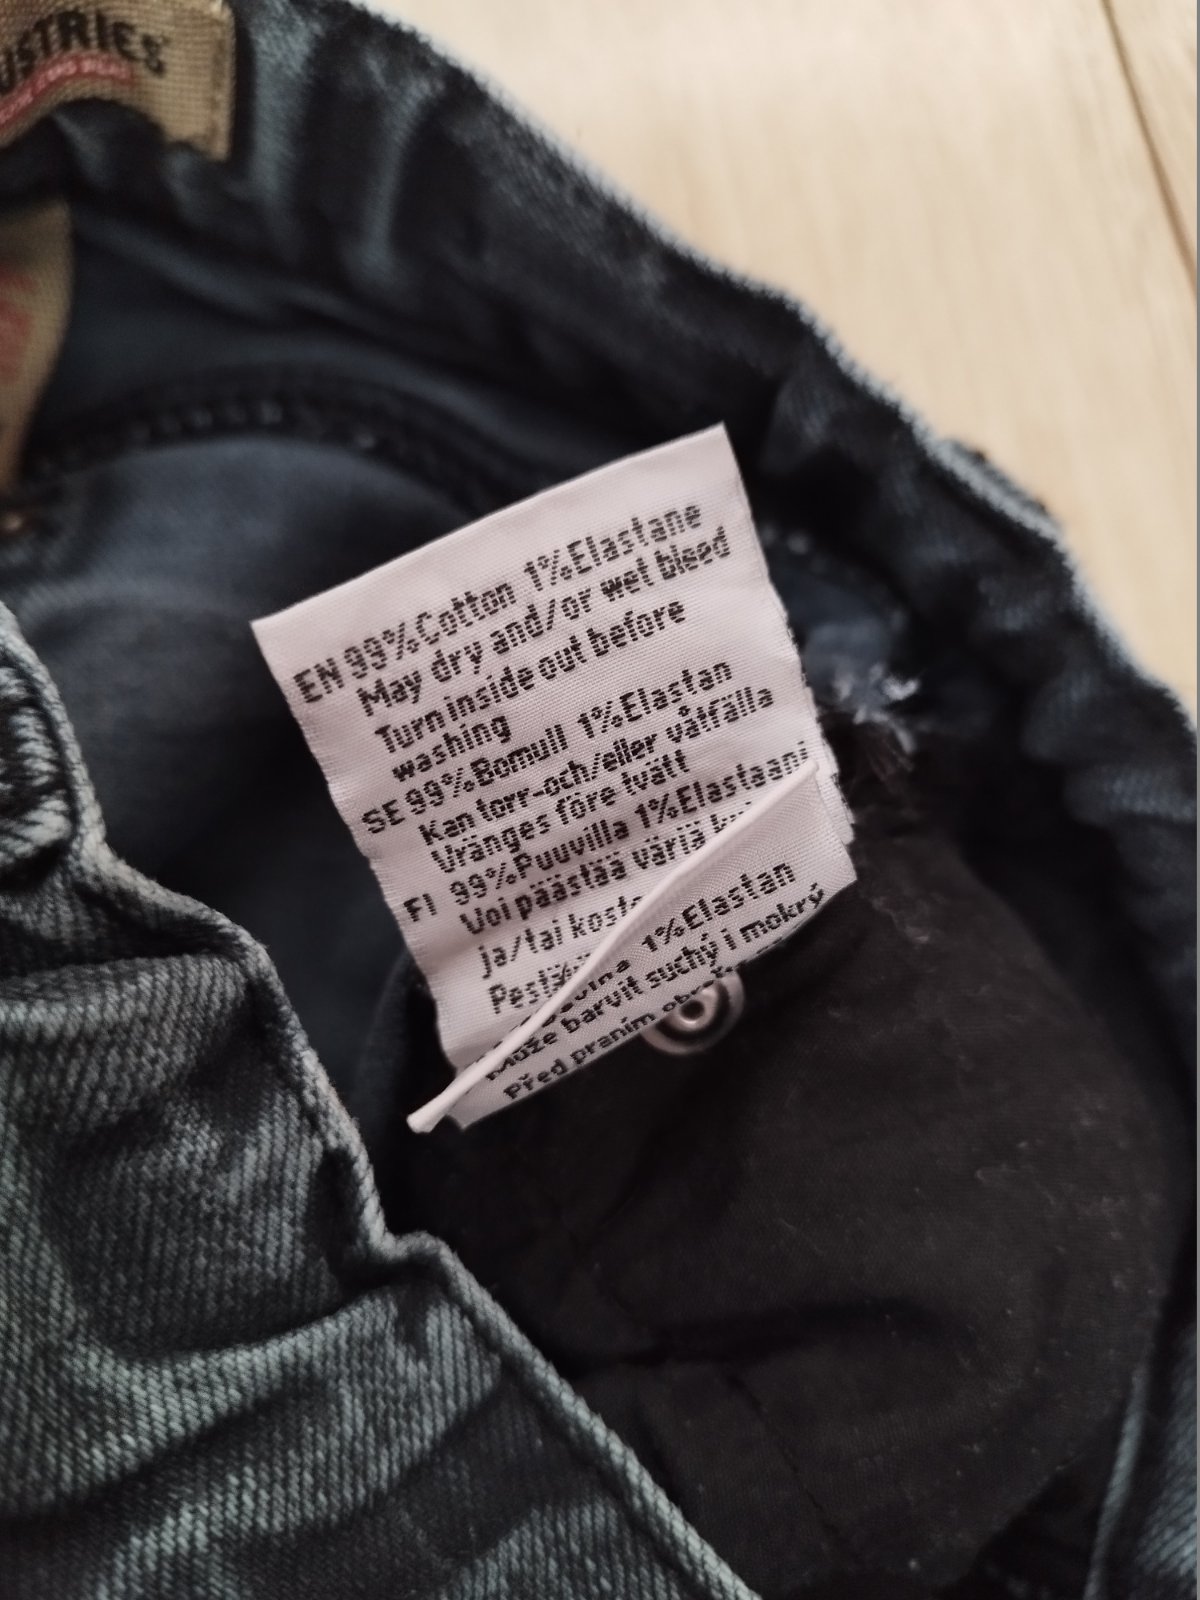 EN 99%Cotton 1%Elastane
May dry and/or wet bleed
Turn inside out before
washing
SE 99%Bomull 1%Elastan
Kan torr-och/eller våtfälla
Vränges före tvätt
FI 99%Puuvilla 1%Elastaani
Voi päästää väriä
ja/tai
1%Elastan
Může barvit suchý i mokrý
Před praním